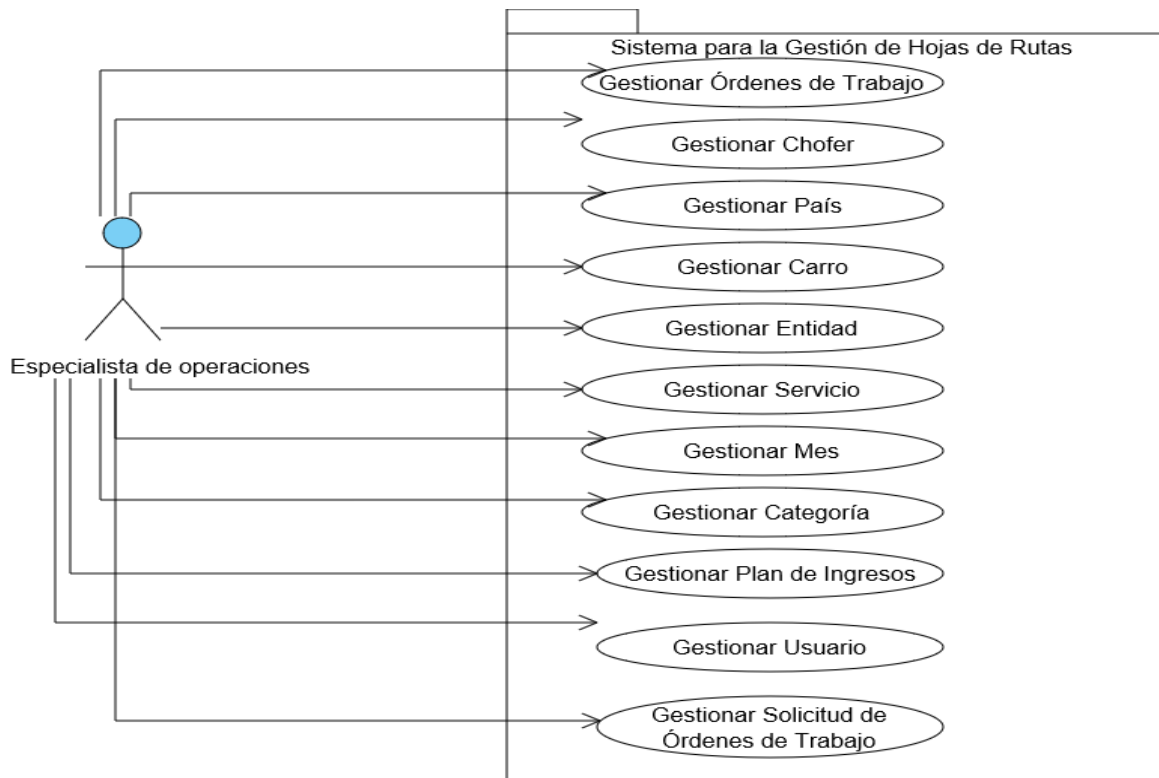 Sistema para la Gestión de Hojas de Rutas
Gestionar Órdenes de Trabajo
Gestionar Chofer
Gestionar País
Gestionar Carro
Gestionar Entidad
Especialista de operaciones
Gestionar Servicio
Gestionar Mes
Gestionar Categoría
Gestionar Plan de Ingresos
Gestionar Usuario
Gestionar Solicitud de
Órdenes de Trabajo